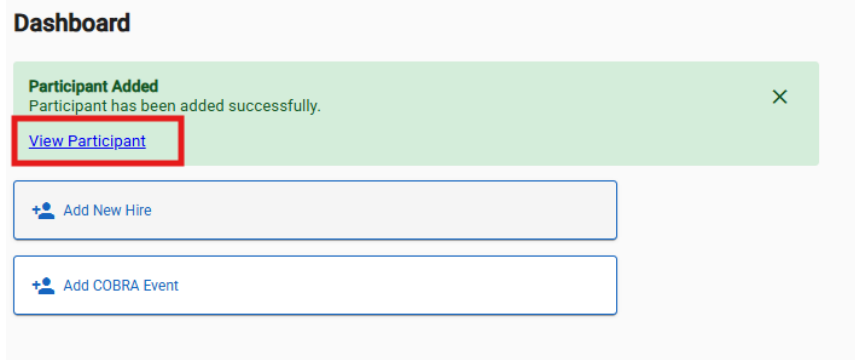 Dashboard
Participant Added
Participant has been added successfully.
View Participant
Add New Hire
Add COBRA Event